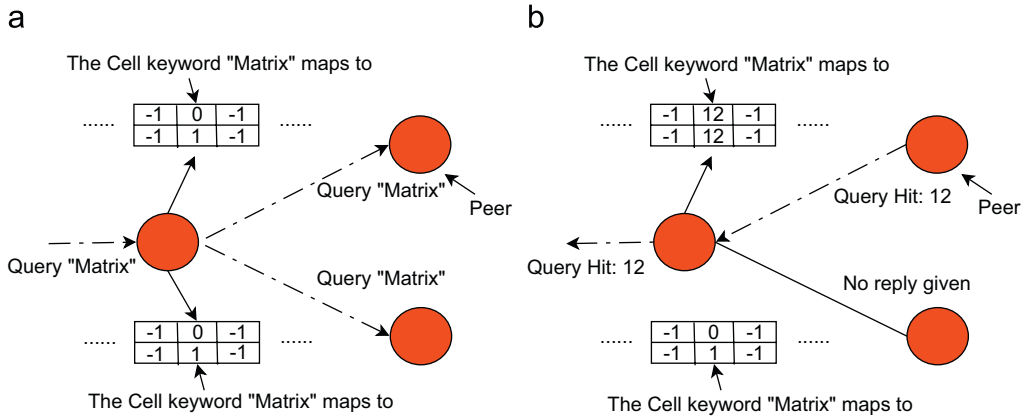 a
The Cell keyword "Matrix" maps to
-1 0 -1
...... -1 1 -1 ......
Query "Matrix"
Peer
Query "Matrix"
Query "Matrix"
-1 0 -1
...... -1 1 -1 ......
The Cell keyword "Matrix" maps to
b
The Cell keyword "Matrix" maps to
-1 12 -1
...... -1 12 -1 ......
Query Hit: 12
Peer
Query Hit: 12
No reply given
-1 0 -1
...... -1 1 -1 ......
The Cell keyword "Matrix" maps to